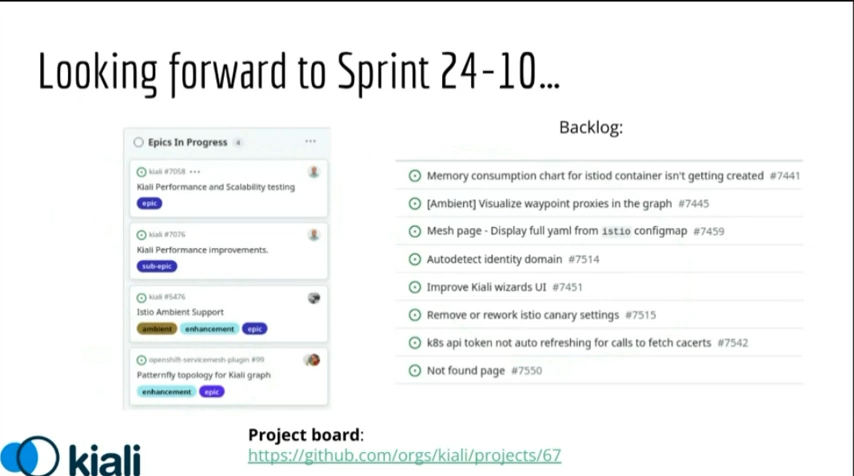 Looking forward to Sprint 24-10...
Epics In Progress 4
kiali #7058
Kiali Performance and Scalability testing
epic
kiali #7076
Kiali Performance improvements.
sub-epic
kiali #5476
Istio Ambient Support
ambient enhancement epic
openshift-servicemesh-plugin #99
Patternfly topology for Kiali graph
enhancement epic
Backlog:
Memory consumption chart for istiod container isn't getting created #7441
[Ambient] Visualize waypoint proxies in the graph #7445
Mesh page - Display full yaml from istio configmap #7459
Autodetect identity domain #7514
Improve Kiali wizards UI #7451
Remove or rework istio canary settings #7515
k8s api token not auto refreshing for calls to fetch cacerts #7542
Not found page #7550
Project board:
https://github.com/orgs/kiali/projects/67
kiali